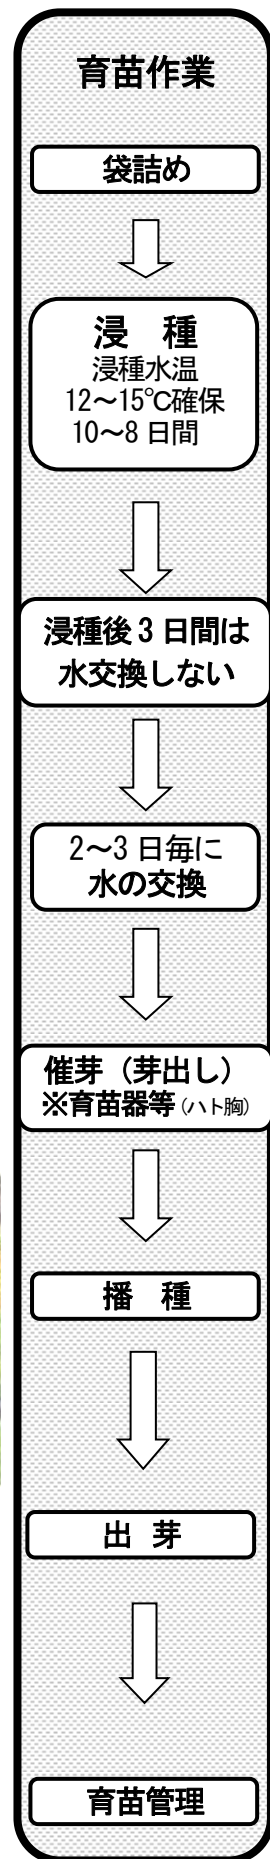 育苗作業
袋詰め
浸　種
浸種水温
12～15℃確保
10～8 日間
浸種後 3 日間は
水交換しない
2～3 日毎に
水の交換
催芽（芽出し）
※育苗器等（ハト胸）
播　種
出 芽
育苗管理